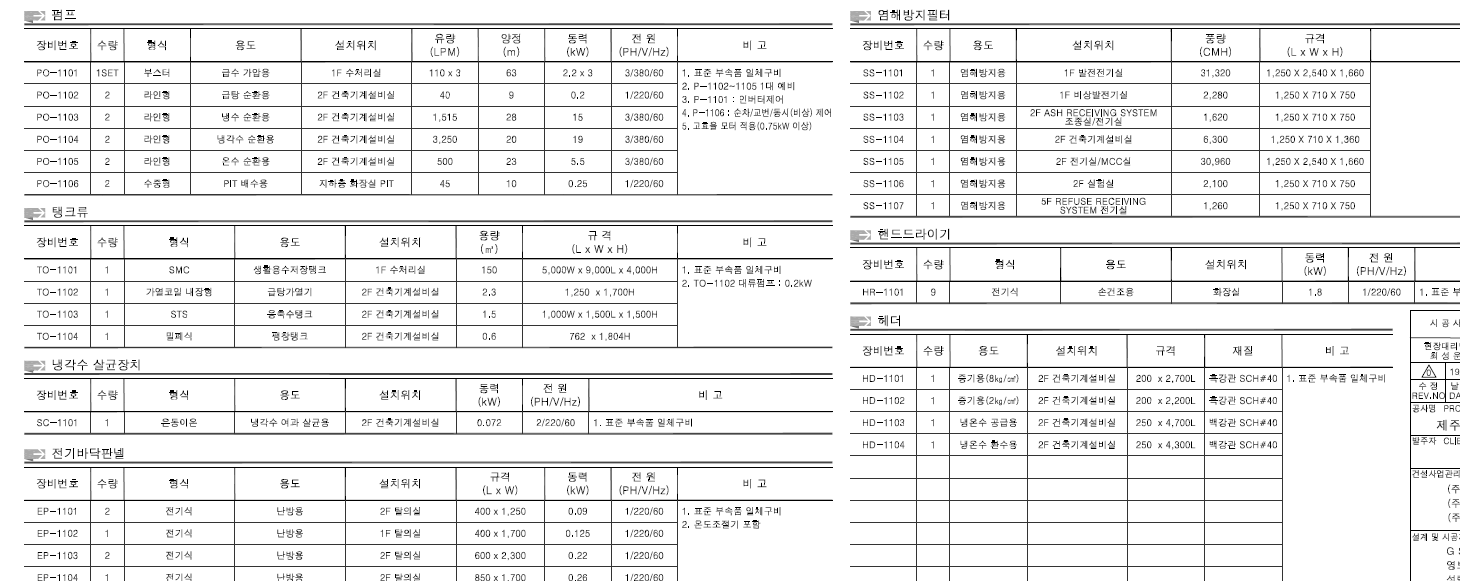 펌프
장비번호 수량 형식 용도 설치위치 유량 (LPM) 양정 (m) 동력 (kW) 전 원 (PH/V/Hz) 비 고
PO-1101 1SET 부스터 급수 가압용 1F 수처리실 110 x 3 63 2.2 x 3 3/380/60
PO-1102 2 라인형 급탕 순환용 2F 건축기계설비실 40 9 0.2 1/220/60
PO-1103 2 라인형 냉수 순환용 2F 건축기계설비실 1,515 28 15 3/380/60
PO-1104 2 라인형 냉각수 순환용 2F 건축기계설비실 3,250 20 19 3/380/60
PO-1105 2 라인형 온수 순환용 2F 건축기계설비실 500 23 5.5 3/380/60
PO-1106 2 수중형 PIT 배수용 지하층 화장실 PIT 45 10 0.25 1/220/60
1. 표준 부속품 일체구비
2. P-1102~1105 1대 예비
3. P-1101 : 인버터제어
4. P-1106 : 순차/교번/동시(비상) 제어
5. 고효율 모터 적용(0.75kW 이상)
탱크류
장비번호 수량 형식 용도 설치위치 용량 (㎥) 규 격 (L x W x H) 비 고
TO-1101 1 SMC 생활용수저장탱크 1F 수처리실 150 5,000W x 9,000L x 4,000H
TO-1102 1 가열코일 내장형 급탕가열기 2F 건축기계설비실 2.3 1,250 x 1,700H
TO-1103 1 STS 응축수탱크 2F 건축기계설비실 1.5 1,000W x 1,500L x 1,500H
TO-1104 1 밀폐식 팽창탱크 2F 건축기계설비실 0.6 762 x 1,804H
1. 표준 부속품 일체구비
2. TO-1102 대류펌프 : 0.2kW
냉각수 살균장치
장비번호 수량 형식 용도 설치위치 동력 (kW) 전 원 (PH/V/Hz) 비 고
SC-1101 1 은동이온 냉각수 여과 살균용 2F 건축기계설비실 0.072 2/220/60 1. 표준 부속품 일체구비
전기바닥판넬
장비번호 수량 형식 용도 설치위치 규격 (L x W) 동력 (kW) 전 원 (PH/V/Hz) 비 고
EP-1101 2 전기식 난방용 2F 탈의실 400 x 1,250 0.09 1/220/60
EP-1102 1 전기식 난방용 1F 탈의실 400 x 1,700 0.125 1/220/60
EP-1103 2 전기식 난방용 2F 탈의실 600 x 2,300 0.22 1/220/60
EP-1104 1 전기식 난방용 2F 탈의실 850 x 1,700 0.26 1/220/60
1. 표준 부속품 일체구비
2. 온도조절기 포함
염해방지필터
장비번호 수량 용도 설치위치 풍량 (CMH) 규격 (L x W x H)
SS-1101 1 염해방지용 1F 발전전기실 31,320 1,250 X 2,540 X 1,660
SS-1102 1 염해방지용 1F 비상발전기실 2,280 1,250 X 710 X 750
SS-1103 1 염해방지용 2F ASH RECEIVING SYSTEM 조종실/전기실 1,620 1,250 X 710 X 750
SS-1104 1 염해방지용 2F 건축기계설비실 6,300 1,250 X 710 X 1,360
SS-1105 1 염해방지용 2F 전기실/MCC실 30,960 1,250 X 2,540 X 1,660
SS-1106 1 염해방지용 2F 실험실 2,100 1,250 X 710 X 750
SS-1107 1 염해방지용 5F REFUSE RECEIVING SYSTEM 전기실 1,260 1,250 X 710 X 750
핸드드라이기
장비번호 수량 형식 용도 설치위치 동력 (kW) 전 원 (PH/V/Hz)
HR-1101 9 전기식 손건조용 화장실 1.8 1/220/60 1. 표준 부
헤더
장비번호 수량 용도 설치위치 규격 재질 비 고
HD-1101 1 증기용(8kg/㎠) 2F 건축기계설비실 200 x 2,700L 흑강관 SCH#40 1. 표준 부속품 일체구비
HD-1102 1 증기용(2kg/㎠) 2F 건축기계설비실 200 x 2,200L 흑강관 SCH#40
HD-1103 1 냉온수 공급용 2F 건축기계설비실 250 x 4,700L 백강관 SCH#40
HD-1104 1 냉온수 환수용 2F 건축기계설비실 250 x 4,300L 백강관 SCH#40
시 공 사
현장대리
최 성 운
19
수 정 날
REV.NO DA
공사명 PRO
제주
발주자 CLIE
건설사업관리
(주
(주
(주
설계 및 시공
G S